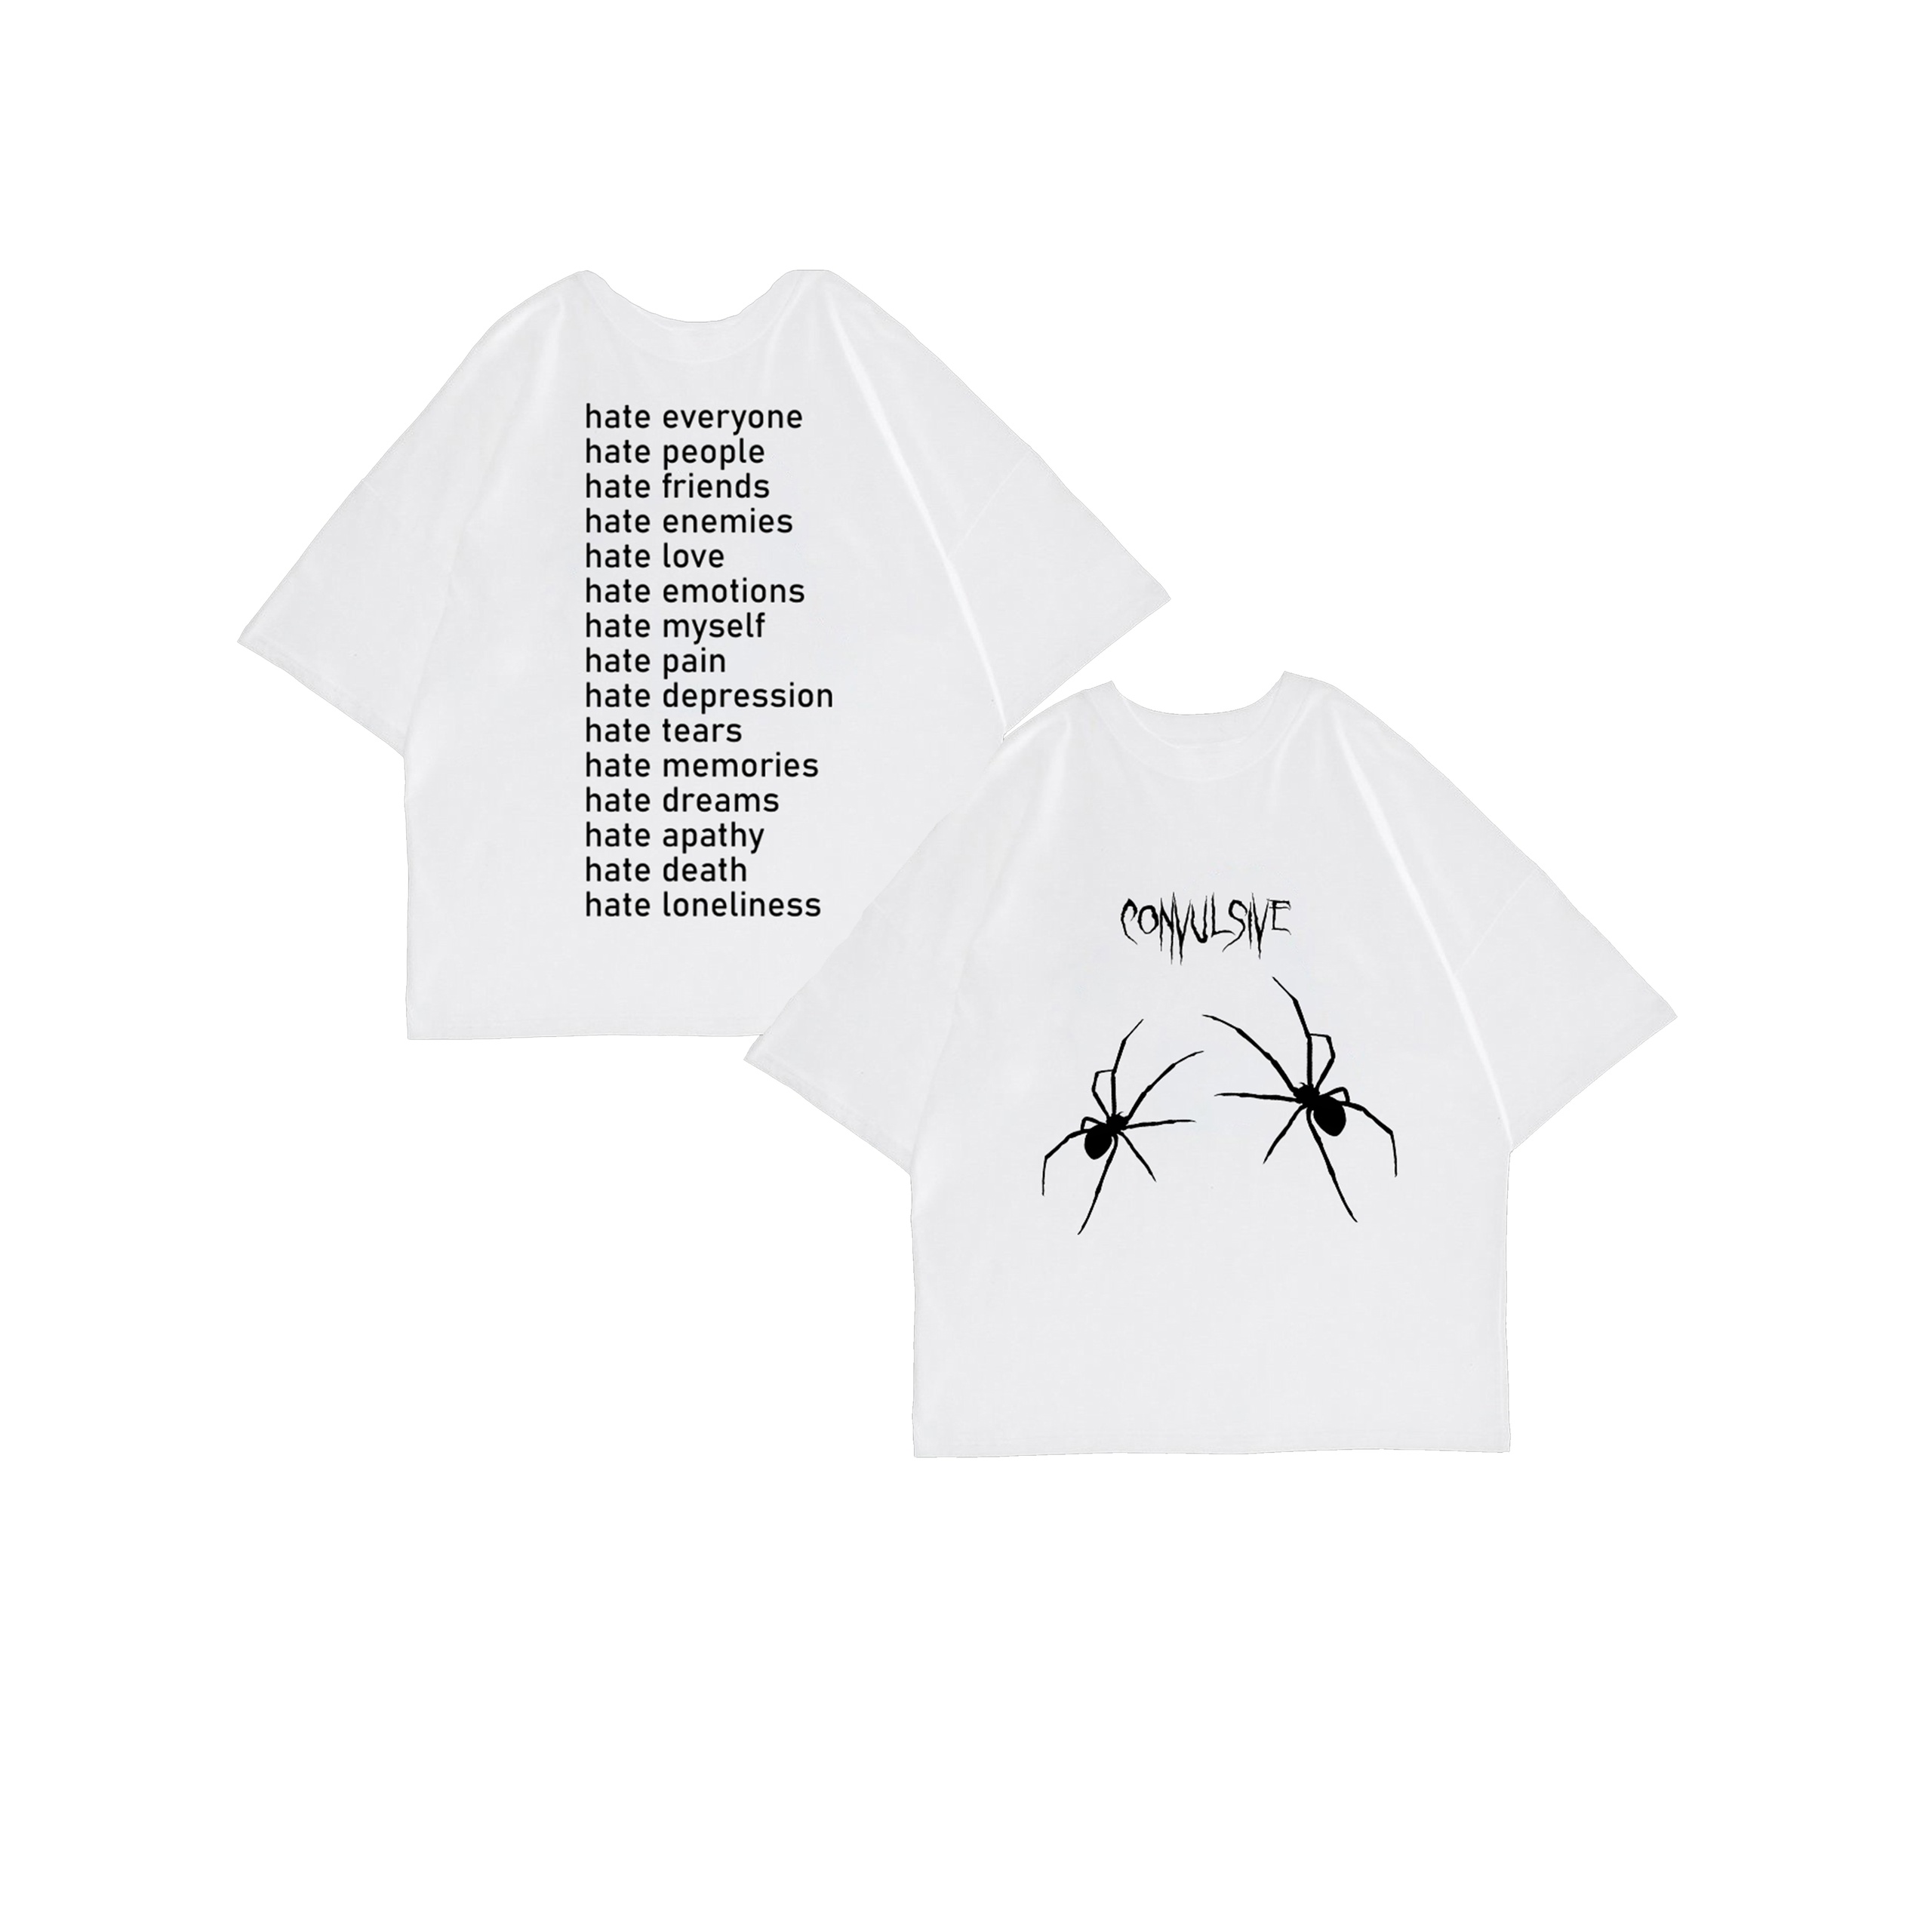 hate everyone
hate people
hate friends
hate enemies
hate love
hate emotions
hate myself
hate pain
hate depression
hate tears
hate memories
hate dreams
hate apathy
hate death
hate loneliness
CONVULSIVE